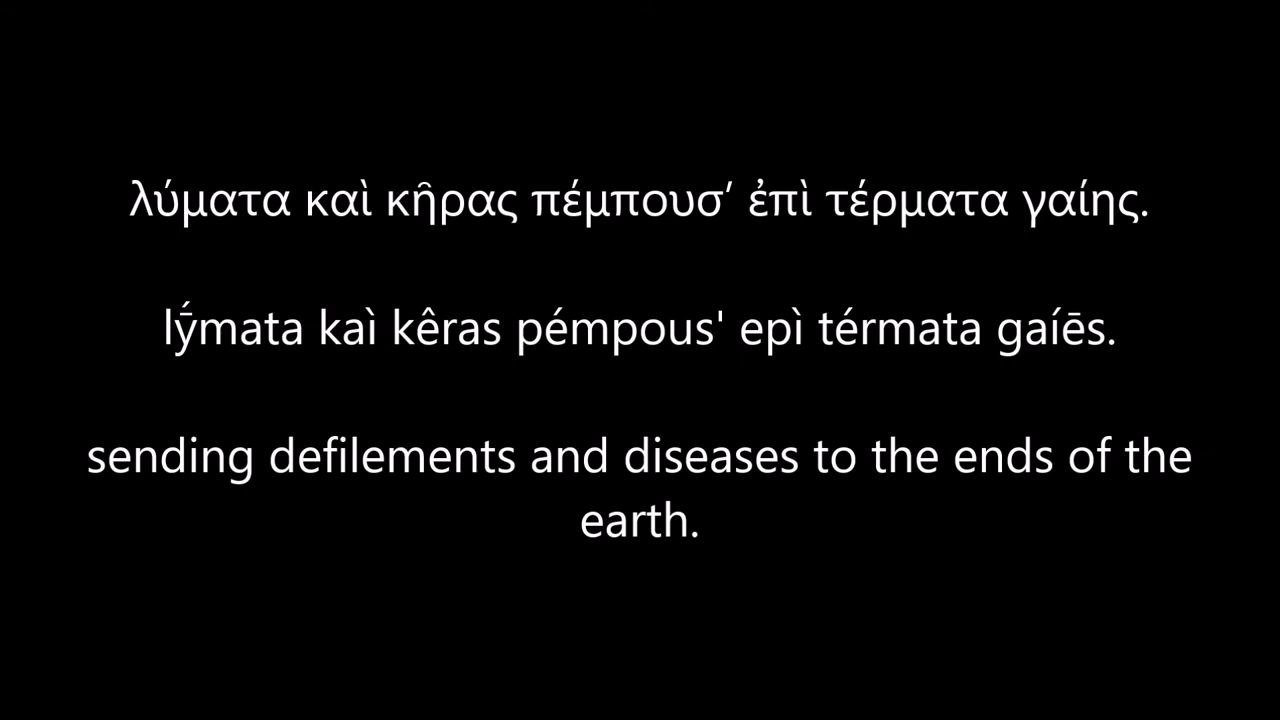 λύματα καὶ κῆρας πέμπουσ’ ἐπὶ τέρματα γαίης.
lȳ́mata kaì kêras pémpous' epì térmata gaíēs.
sending defilements and diseases to the ends of the
earth.